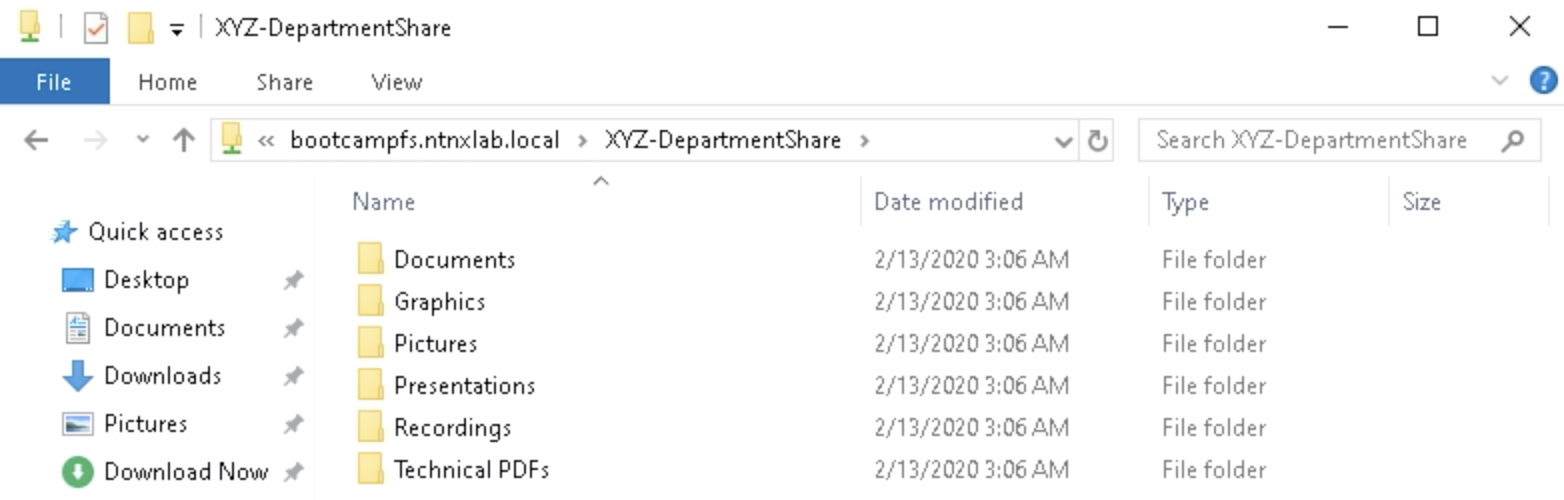 XYZ-DepartmentShare
File Home Share View ?
« bootcampfs.ntnxlab.local > XYZ-DepartmentShare > Search XYZ-DepartmentShare
Name Date modified Type Size
Quick access
Desktop
Documents
Downloads
Pictures
Download Now
Documents 2/13/2020 3:06 AM File folder
Graphics 2/13/2020 3:06 AM File folder
Pictures 2/13/2020 3:06 AM File folder
Presentations 2/13/2020 3:06 AM File folder
Recordings 2/13/2020 3:06 AM File folder
Technical PDFs 2/13/2020 3:06 AM File folder